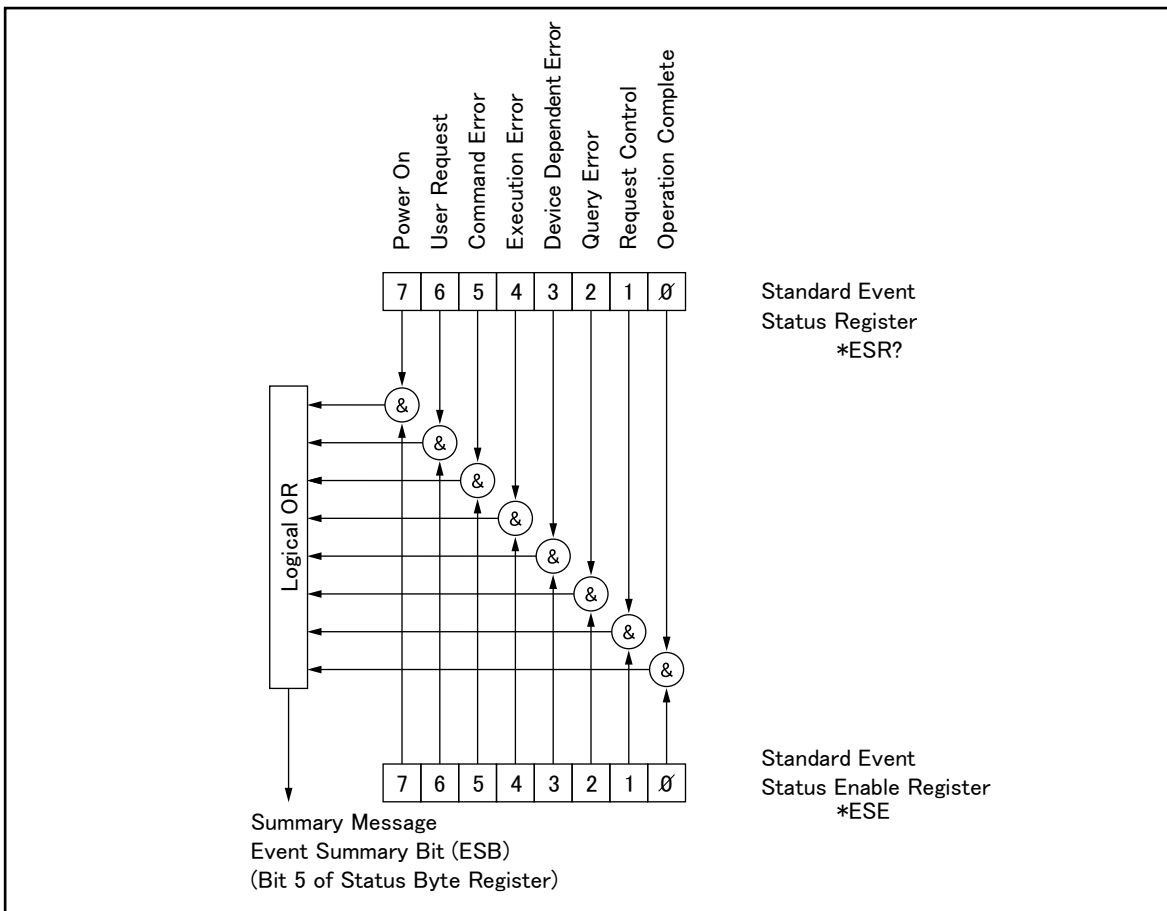 Power On
User Request
Command Error
Execution Error
Device Dependent Error
Query Error
Request Control
Operation Complete
7 6 5 4 3 2 1 0
Standard Event
Status Register
*ESR?
&
&
&
&
&
&
&
&
Logical OR
7 6 5 4 3 2 1 0
Standard Event
Status Enable Register
*ESE
Summary Message
Event Summary Bit (ESB)
(Bit 5 of Status Byte Register)